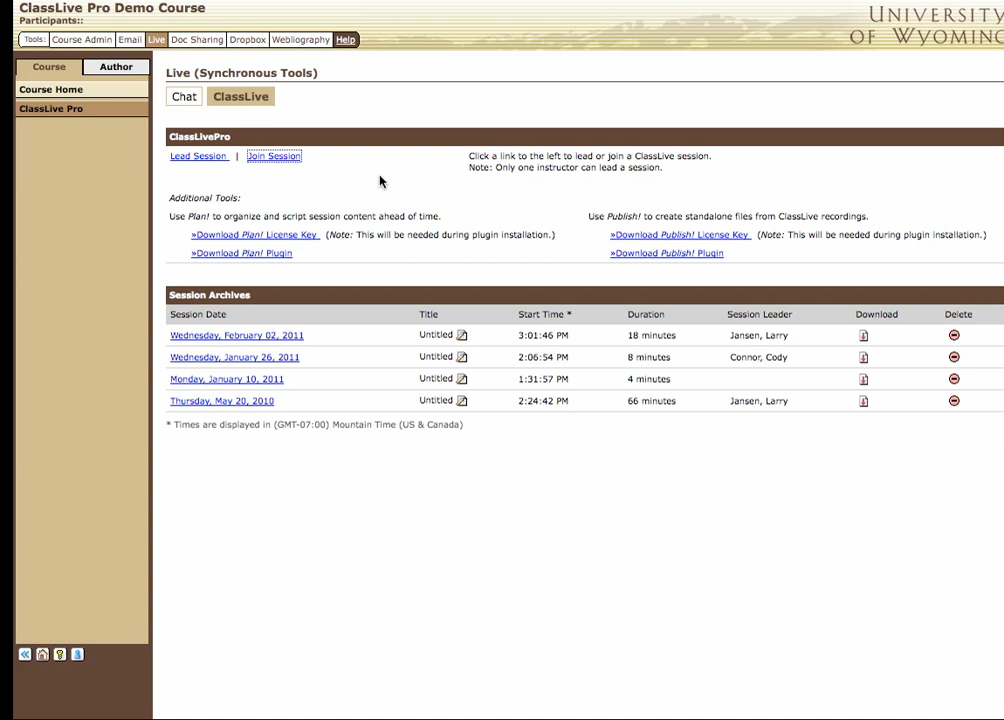 ClassLive Pro Demo Course
Participants::
UNIVERSITY
OF WYOMING
Tools: Course Admin Email Live Doc Sharing Dropbox Webliography Help
Course Author
Course Home
ClassLive Pro
Live (Synchronous Tools)
Chat ClassLive
ClassLivePro
Lead Session | Join Session Click a link to the left to lead or join a ClassLive session.
Note: Only one instructor can lead a session.
Additional Tools:
Use Plan! to organize and script session content ahead of time. Use Publish! to create standalone files from ClassLive recordings.
»Download Plan! License Key (Note: This will be needed during plugin installation.) »Download Publish! License Key (Note: This will be needed during plugin installation.)
»Download Plan! Plugin »Download Publish! Plugin
Session Archives
Session Date Title Start Time * Duration Session Leader Download Delete
Wednesday, February 02, 2011 Untitled 3:01:46 PM 18 minutes Jansen, Larry
Wednesday, January 26, 2011 Untitled 2:06:54 PM 8 minutes Connor, Cody
Monday, January 10, 2011 Untitled 1:31:57 PM 4 minutes
Thursday, May 20, 2010 Untitled 2:24:42 PM 66 minutes Jansen, Larry
* Times are displayed in (GMT-07:00) Mountain Time (US & Canada)